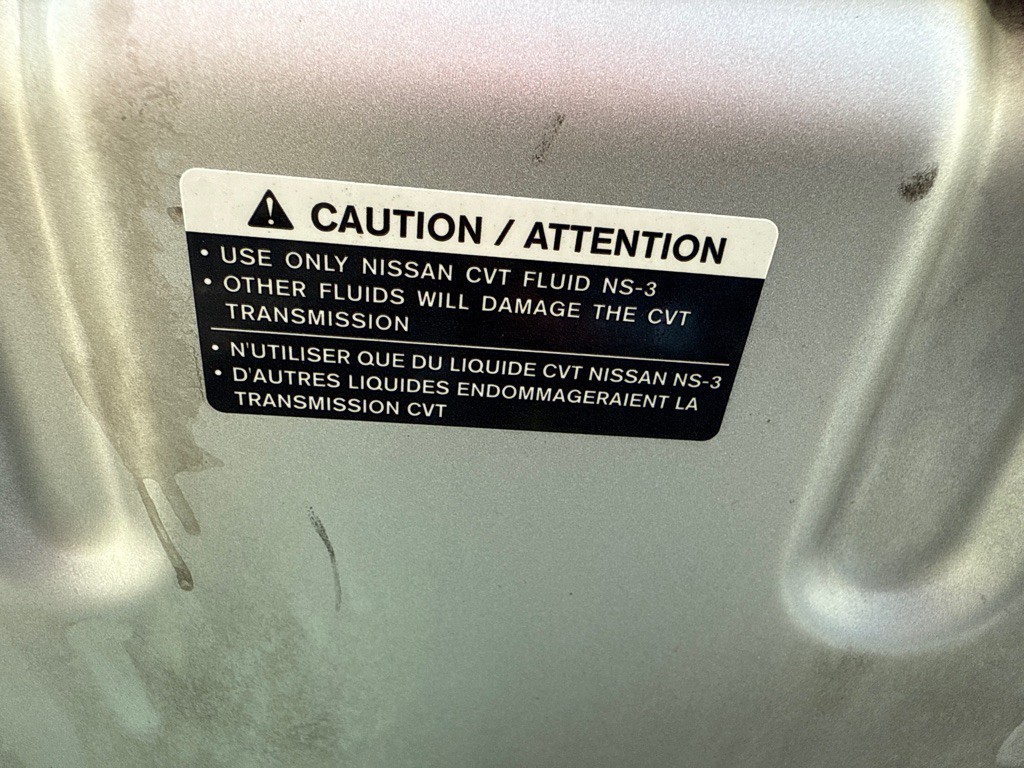 CAUTION / ATTENTION
• USE ONLY NISSAN CVT FLUID NS-3
• OTHER FLUIDS WILL DAMAGE THE CVT
TRANSMISSION
• N'UTILISER QUE DU LIQUIDE CVT NISSAN NS-3
• D'AUTRES LIQUIDES ENDOMMAGERAIENT LA
TRANSMISSION CVT